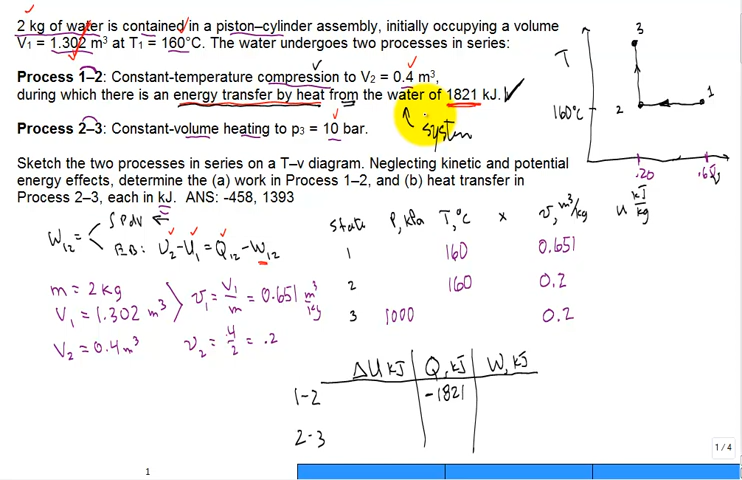 2 kg of water is contained in a piston–cylinder assembly, initially occupying a volume
V1 = 1.302 m3 at T1 = 160°C. The water undergoes two processes in series:
Process 1–2: Constant-temperature compression to V2 = 0.4 m3,
during which there is an energy transfer by heat from the water of 1821 kJ.
system
Process 2–3: Constant-volume heating to p3 = 10 bar.
Sketch the two processes in series on a T–v diagram. Neglecting kinetic and potential
energy effects, determine the (a) work in Process 1–2, and (b) heat transfer in
Process 2–3, each in kJ. ANS: -458, 1393
T
3
1
2
160°C
.20
.65
v
W12 = < ∫Pdv
E.B: U2-U1 = Q12-W12
m = 2kg
V1 = 1.302 m3
V2 = 0.4m3
v1 = V1/m = 0.651 m3/kg
v2 = .4/2 = .2
state P, kPa T, °C x v, m3/kg u kJ/kg
1 160 0.651
2 160 0.2
3 1000 0.2
ΔU kJ Q, kJ W, kJ
1-2 -1821
2-3
1/4
1